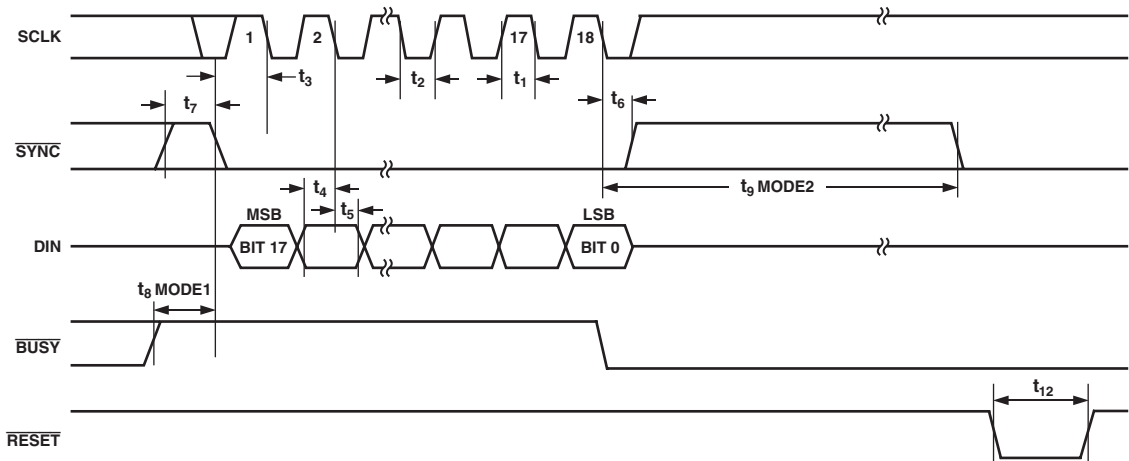 SCLK
1 2 17 18
t3
t2 t1
t7 t6
SYNC
t4 t9 MODE2
t5
MSB LSB
DIN BIT 17 BIT 0
t8 MODE1
BUSY
t12
RESET